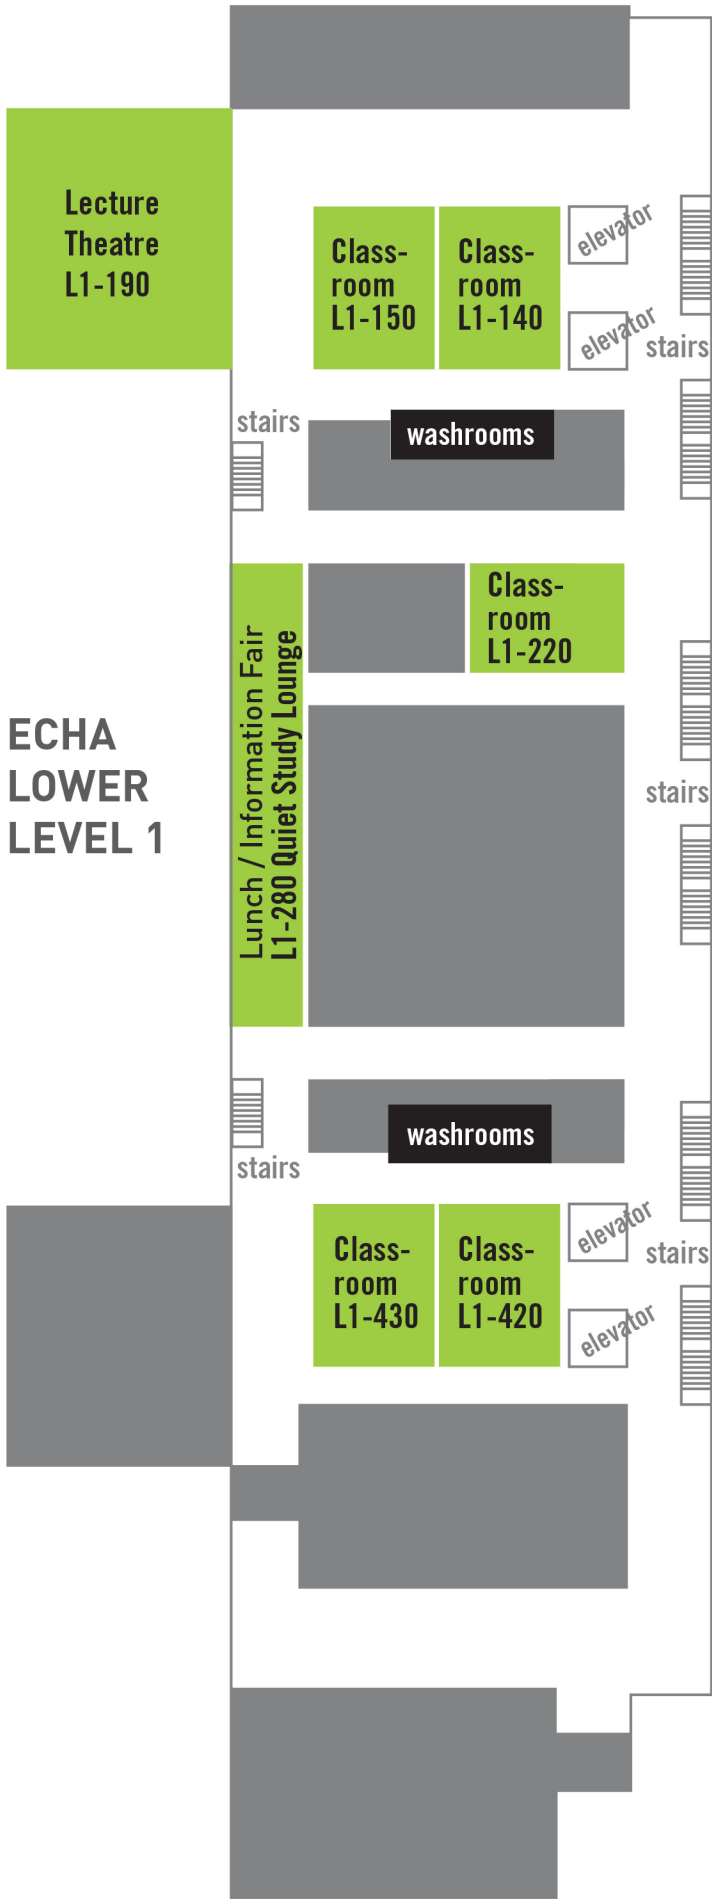 Lecture
Theatre
L1-190
Class-
room
L1-150
Class-
room
L1-140
elevator
elevator
stairs
stairs
washrooms
Class-
room
L1-220
Lunch / Information Fair
L1-280 Quiet Study Lounge
ECHA
LOWER
LEVEL 1
stairs
washrooms
stairs
Class-
room
L1-430
Class-
room
L1-420
elevator
stairs
elevator